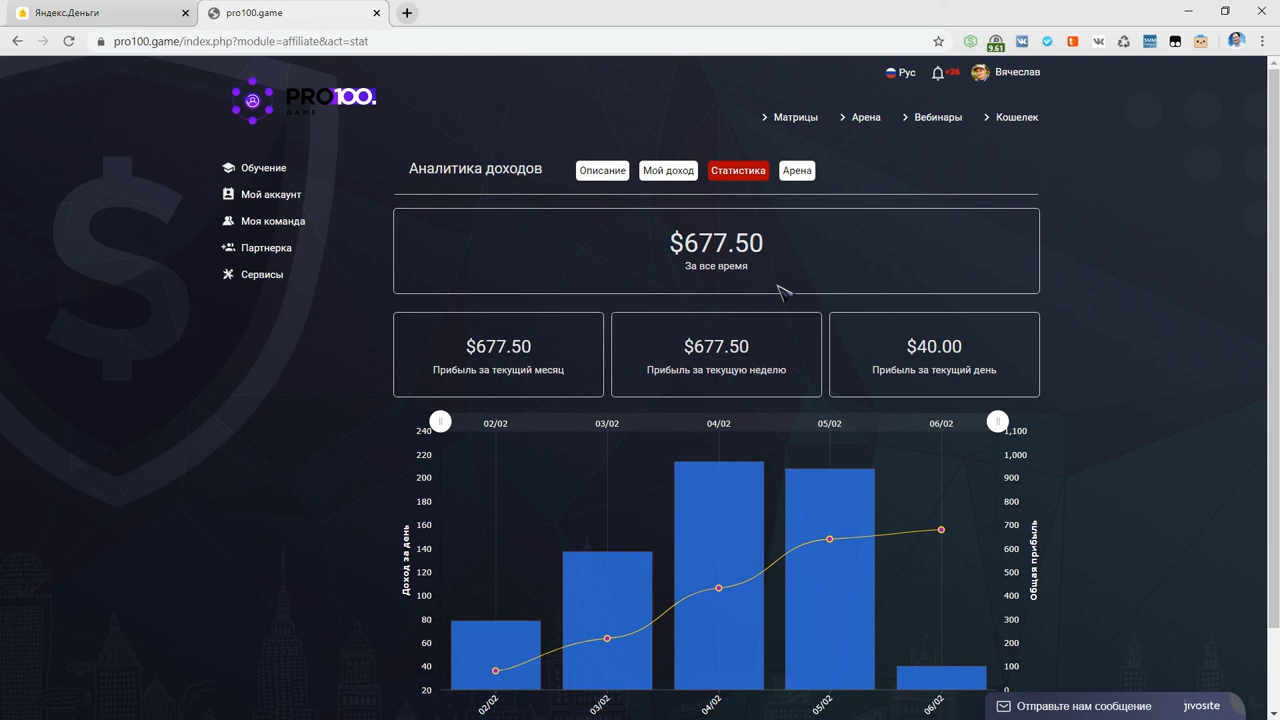 Яндекс.Деньги
pro100.game
pro100.game/index.php?module=affiliate&act=stat
9.61
PRO100.
GAME
Рус
+26
Вячеслав
Матрицы
Арена
Вебинары
Кошелек
Обучение
Мой аккаунт
Моя команда
Партнерка
Сервисы
Аналитика доходов
Описание
Мой доход
Статистика
Арена
$677.50
За все время
$677.50
Прибыль за текущий месяц
$677.50
Прибыль за текущую неделю
$40.00
Прибыль за текущий день
02/02 03/02 04/02 05/02 06/02
240
220
200
180
160
140
120
100
80
60
40
20
Доход за день
1,100
1,000
900
800
700
600
500
400
300
200
100
0
Общая прибыль
02/02 03/02 04/02 05/02 06/02
Отправьте нам сообщение
jivosite